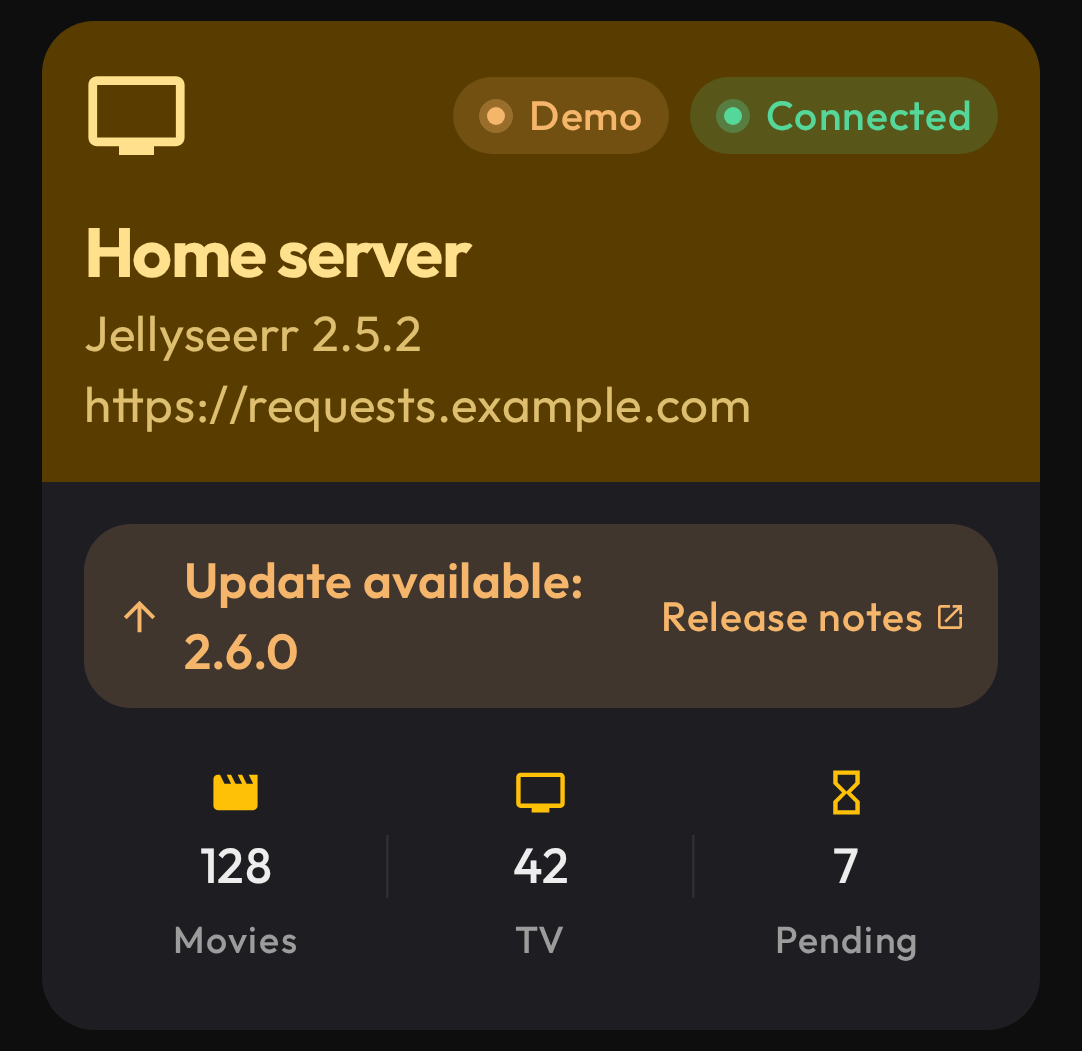 Demo
Connected
Home server
Jellyseerr 2.5.2
https://requests.example.com
Update available:
2.6.0
Release notes
128
42
7
Movies
TV
Pending